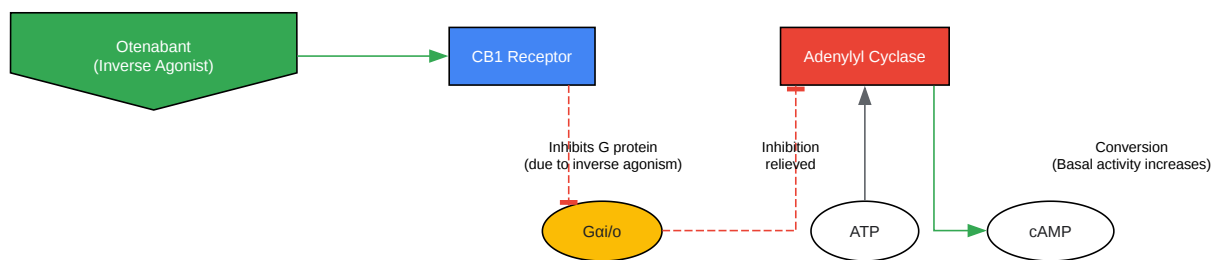 Otenabant
(Inverse Agonist)
CB1 Receptor
Adenylyl Cyclase
Inhibits G protein
(due to inverse agonism)
Inhibition
relieved
Conversion
(Basal activity increases)
Gαi/o
ATP
cAMP